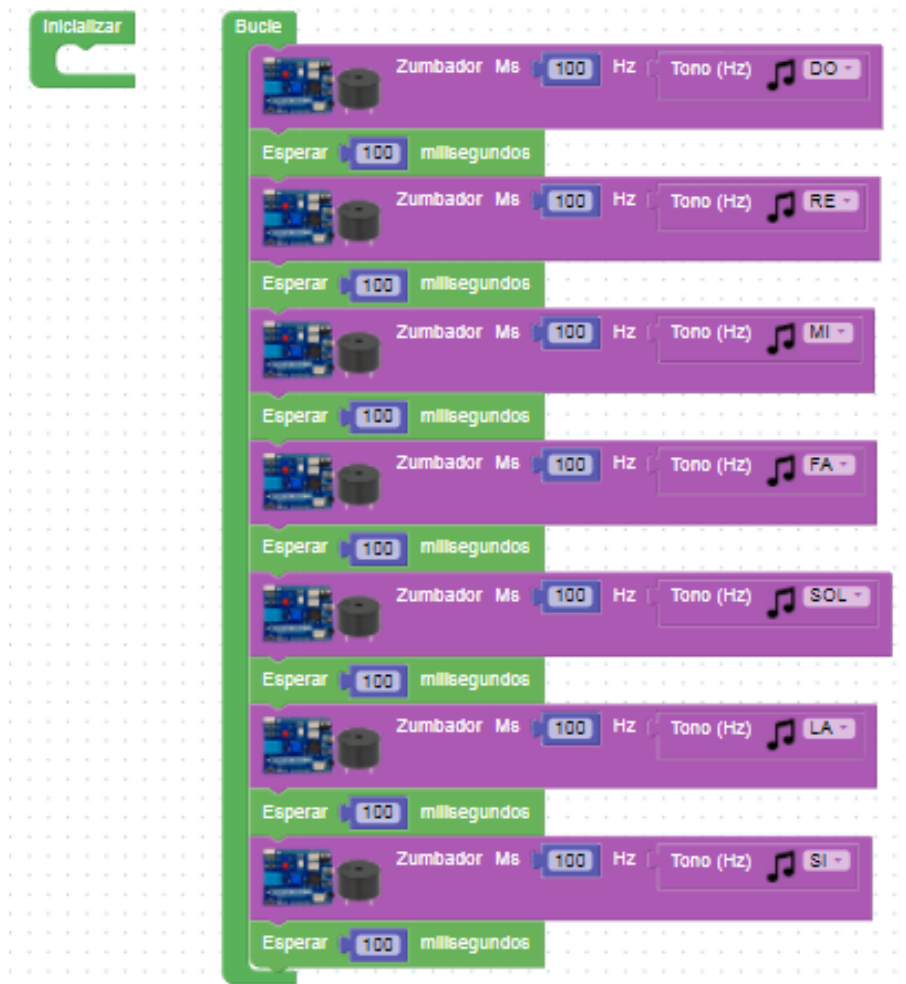 Inicializar
Bucle
Zumbador Ms 100 Hz Tono (Hz) DO
Esperar 100 milisegundos
Zumbador Ms 100 Hz Tono (Hz) RE
Esperar 100 milisegundos
Zumbador Ms 100 Hz Tono (Hz) MI
Esperar 100 milisegundos
Zumbador Ms 100 Hz Tono (Hz) FA
Esperar 100 milisegundos
Zumbador Ms 100 Hz Tono (Hz) SOL
Esperar 100 milisegundos
Zumbador Ms 100 Hz Tono (Hz) LA
Esperar 100 milisegundos
Zumbador Ms 100 Hz Tono (Hz) SI
Esperar 100 milisegundos